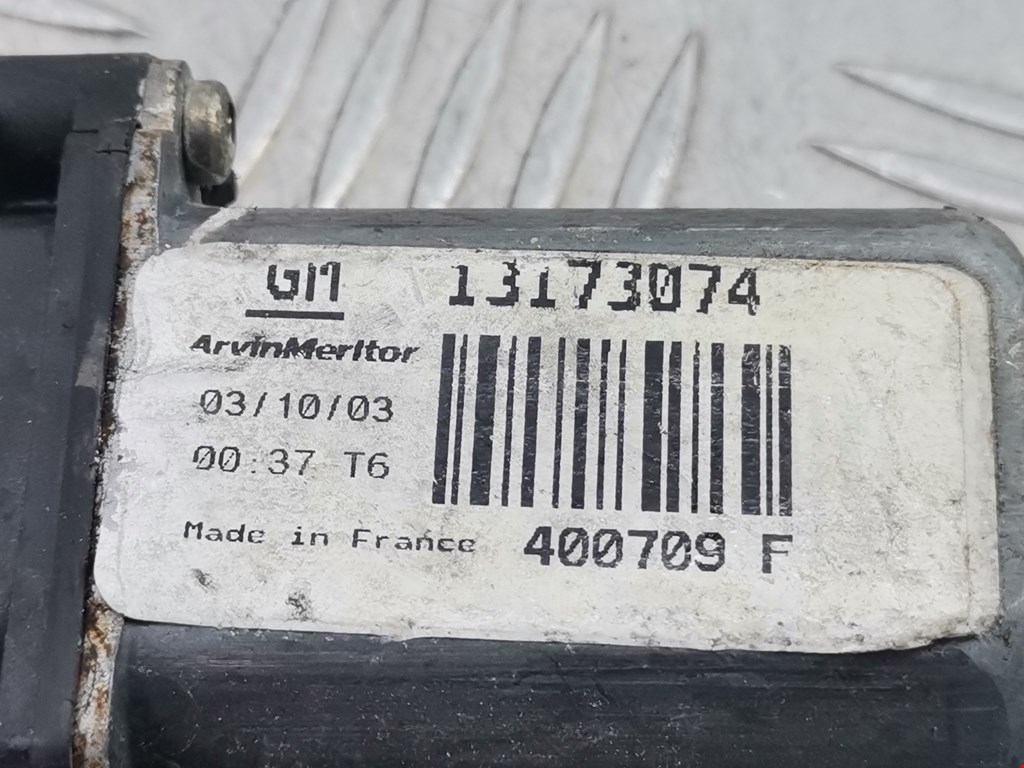 GM 13173074
ArvinMeritor
03/10/03
00:37 T6
Made in France 400709 F